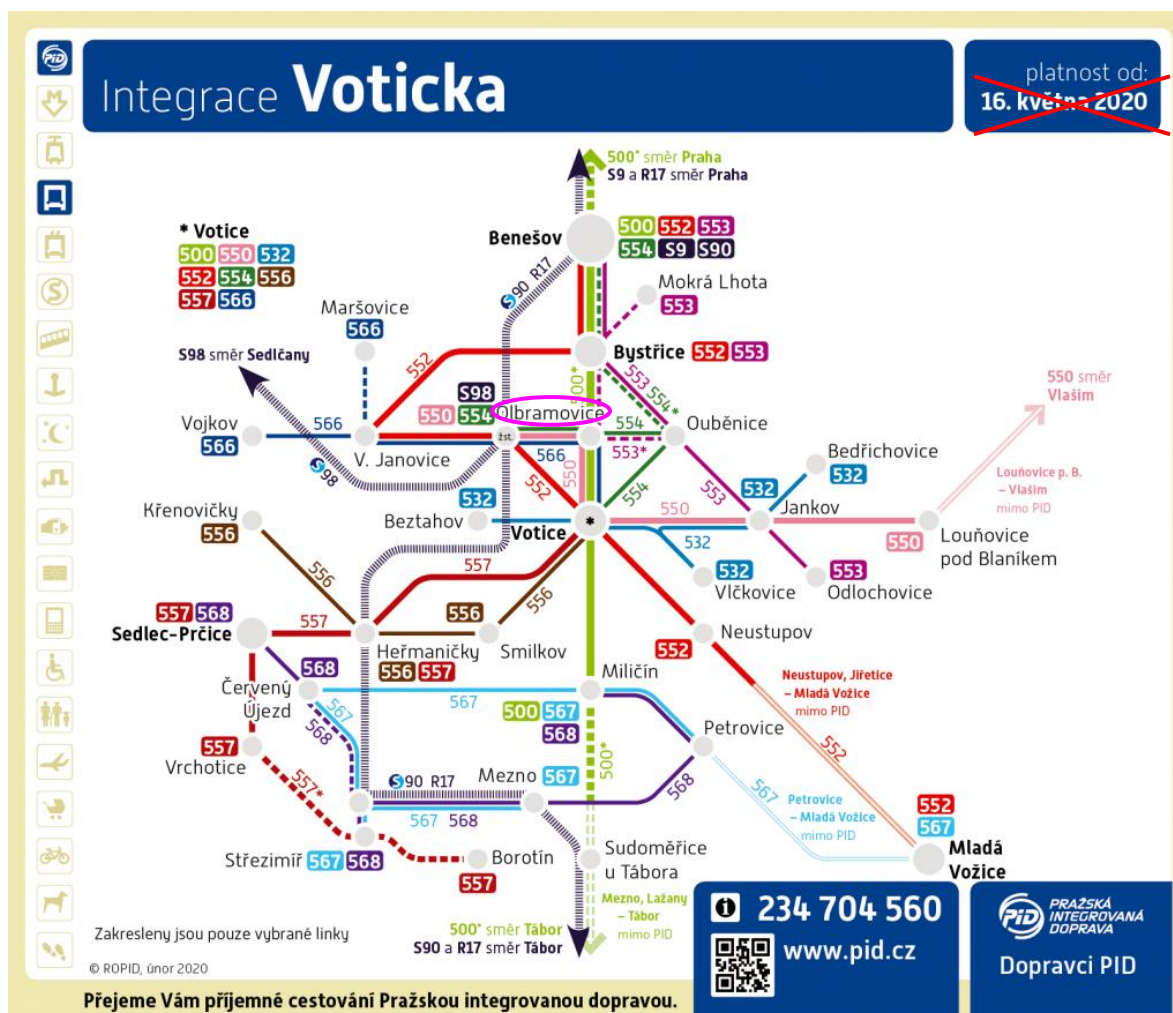 PiD
Integrace Voticka
platnost od:
16. května 2020
500* směr Praha
S9 a R17 směr Praha
* Votice
500 550 532
552 554 556
557 566
Benešov
500 552 553
554 S9 S90
S90 R17
Mokrá Lhota
553
Maršovice
566
S98 směr Sedlčany
552
Bystřice 552 553
500*
553
554*
S98
550 554
Olbramovice
550 směr
Vlašim
Vojkov
566
566
V. Janovice
žst.
566
554
553*
Ouběnice
Bedřichovice
532
S98
552
550
554
553
532
Louňovice p. B.
– Vlašim
mimo PID
Křenovičky
556
532
Beztahov
Votice
*
550
Jankov
550
Louňovice
pod Blaníkem
532
556
557
556
532
Vlčkovice
553
Odlochovice
557 568
Sedlec-Prčice
557
556
Heřmaničky
556 557
Smilkov
Neustupov
552
568
Červený
Újezd
567
568
567
Miličín
500 567
568
Neustupov, Jiřetice
– Mladá Vožice
mimo PID
557
Vrchotice
Petrovice
552
557*
S90 R17
Mezno 567
500*
568
567
567 568
Petrovice
– Mladá Vožice
mimo PID
552
567
Mladá
Vožice
Střezimíř 567 568
Borotín
557
Sudoměřice
u Tábora
Mezno, Lažany
– Tábor
mimo PID
500* směr Tábor
S90 a R17 směr Tábor
Zakresleny jsou pouze vybrané linky
© ROPID, únor 2020
234 704 560
www.pid.cz
PiD PRAŽSKÁ
INTEGROVANÁ
DOPRAVA
Dopravci PID
Přejeme Vám příjemné cestování Pražskou integrovanou dopravou.